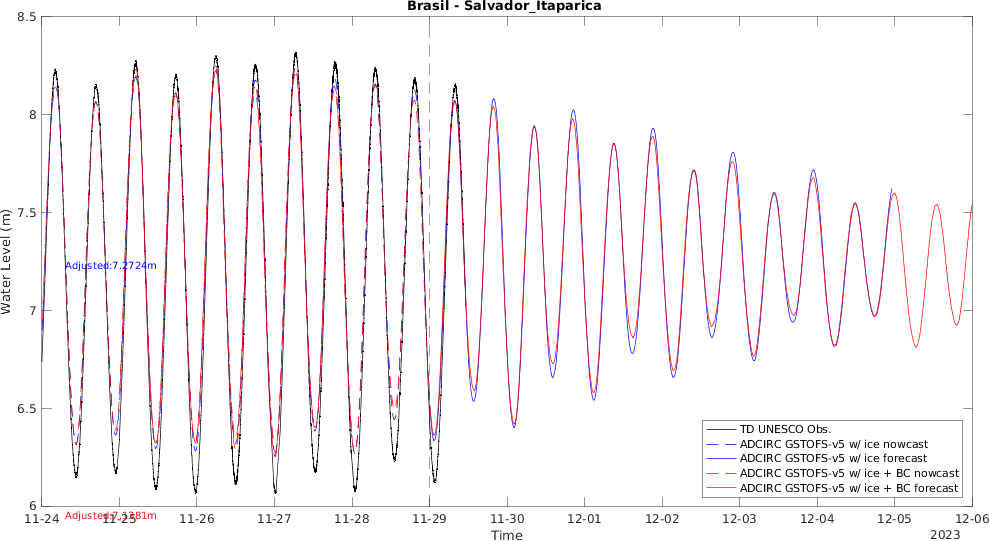 Brasil - Salvador_Itaparica
8.5
8
7.5
7
6.5
6
Water Level (m)
Adjusted:7.2724m
TD UNESCO Obs.
ADCIRC GSTOFS-v5 w/ ice nowcast
ADCIRC GSTOFS-v5 w/ ice forecast
ADCIRC GSTOFS-v5 w/ ice + BC nowcast
ADCIRC GSTOFS-v5 w/ ice + BC forecast
11-24 11-25 11-26 11-27 11-28 11-29 11-30 12-01 12-02 12-03 12-04 12-05 12-06
Time
2023